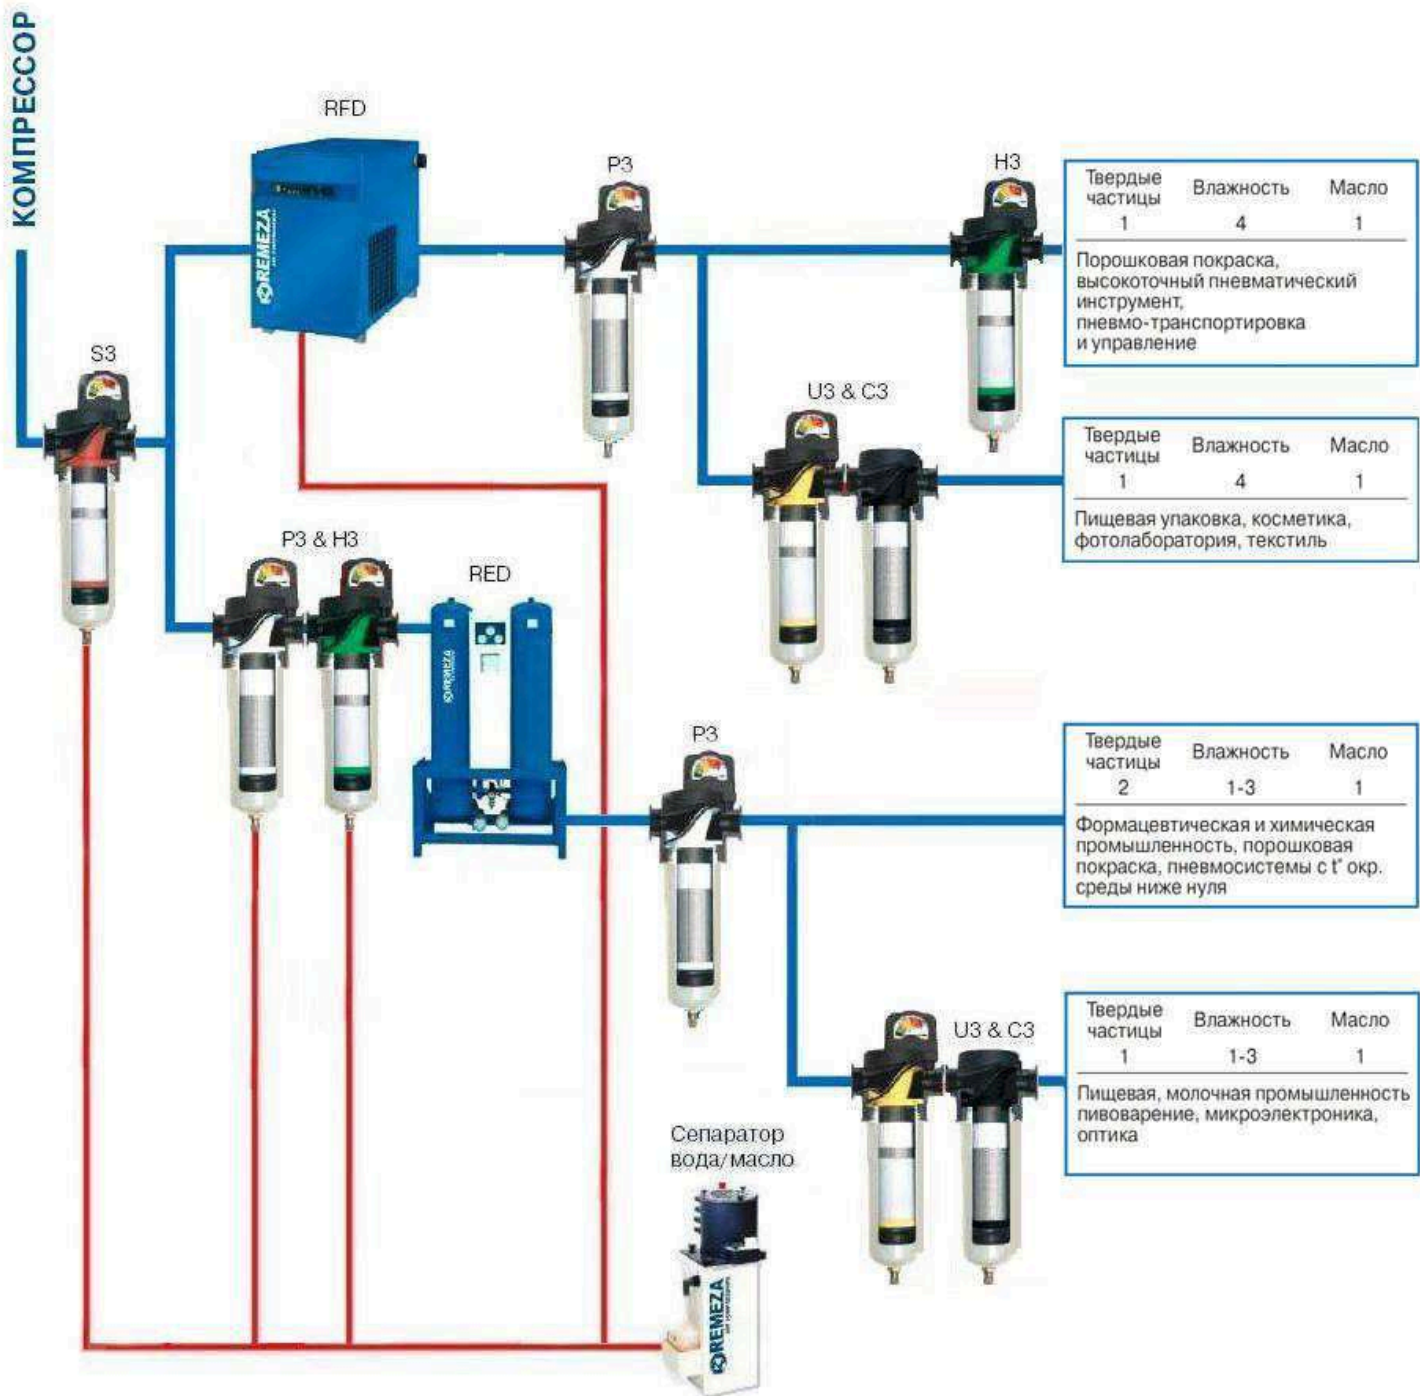 КОМПРЕССОР
RFD
REMEZA
P3
H3
Твердые частицы Влажность Масло
1 4 1
Порошковая покраска,
высокоточный пневматический
инструмент,
пневмо-транспортировка
и управление
S3
U3 & C3
Твердые частицы Влажность Масло
1 4 1
Пищевая упаковка, косметика,
фотолаборатория, текстиль
P3 & H3
RED
REMEZA
P3
Твердые частицы Влажность Масло
2 1-3 1
Формацевтическая и химическая
промышленность, порошковая
покраска, пневмосистемы с t° окр.
среды ниже нуля
U3 & C3
Твердые частицы Влажность Масло
1 1-3 1
Пищевая, молочная промышленность
пивоварение, микроэлектроника,
оптика
Сепаратор
вода/масло
REMEZA